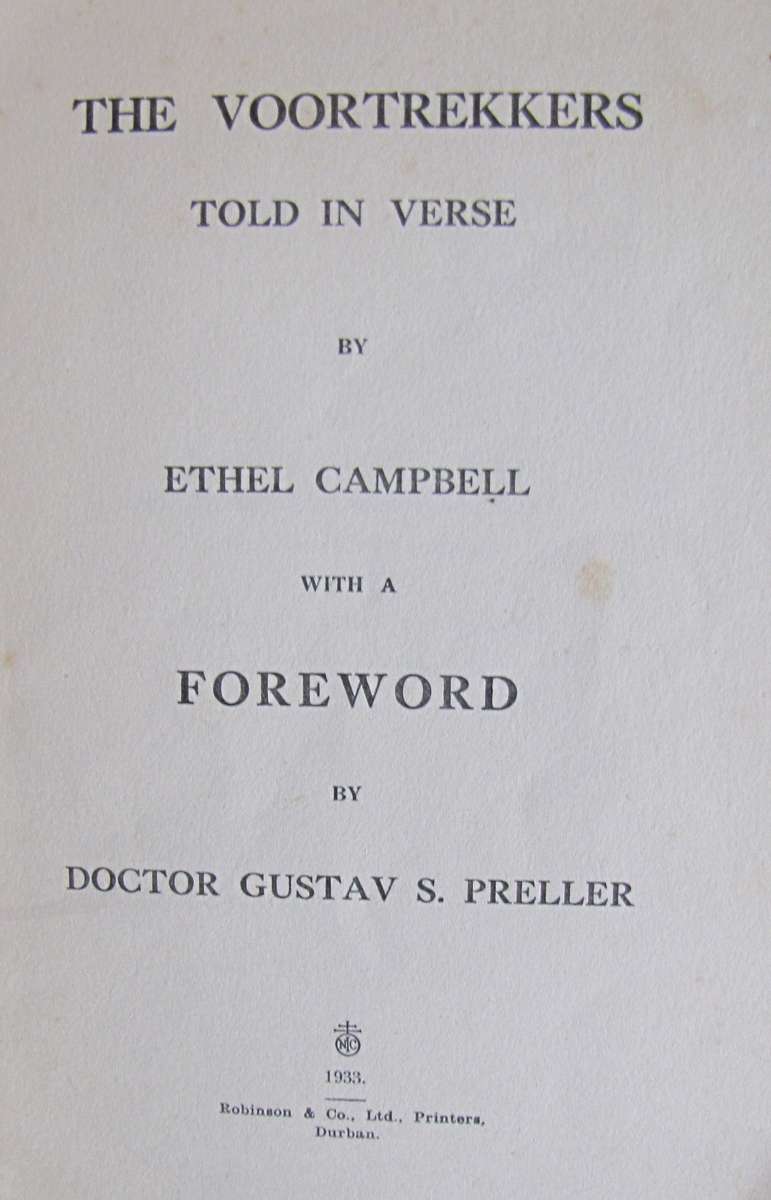 THE VOORTREKKERS
TOLD IN VERSE
BY
ETHEL CAMPBELL
WITH A
FOREWORD
BY
DOCTOR GUSTAV S. PRELLER
1933.
Robinson & Co., Ltd., Printers,
Durban.